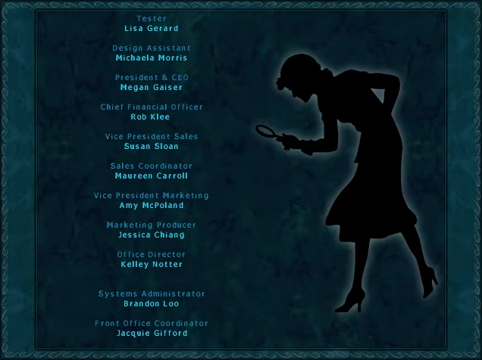 Tester
Lisa Gerard
Design Assistant
Michaela Morris
President & CEO
Megan Gaiser
Chief Financial Officer
Rob Klee
Vice President Sales
Susan Sloan
Sales Coordinator
Maureen Carroll
Vice President Marketing
Amy McPoland
Marketing Producer
Jessica Chiang
Office Director
Kelley Notter
Systems Administrator
Brandon Loo
Front Office Coordinator
Jacquie Gifford